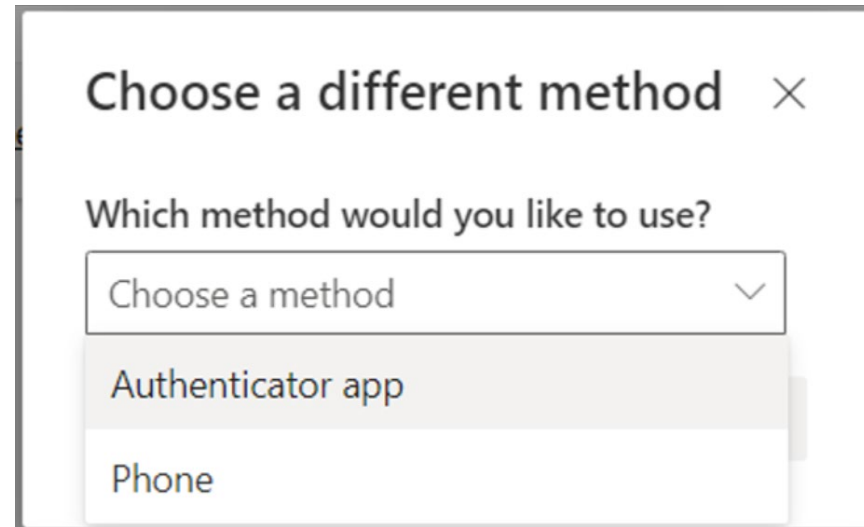 Choose a different method
Which method would you like to use?
Choose a method
Authenticator app
Phone